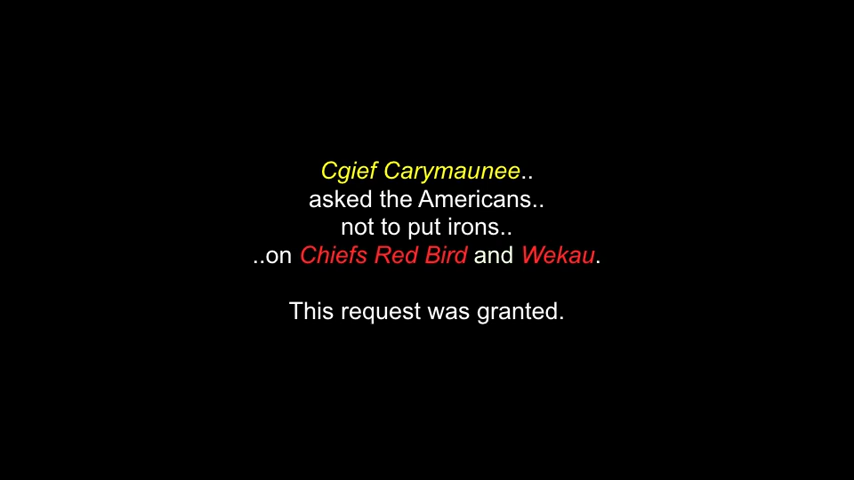 Cgief Carymaunee..
asked the Americans..
not to put irons..
..on Chiefs Red Bird and Wekau.
This request was granted.